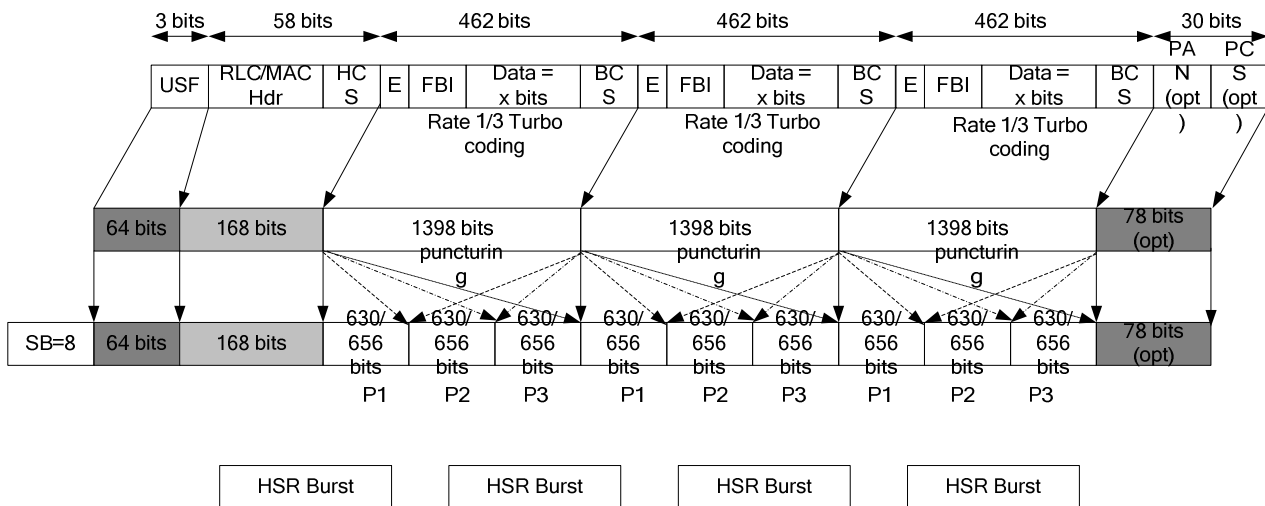 3 bits 58 bits 462 bits 462 bits 462 bits 30 bits
USF RLC/MAC Hdr HC S E FBI Data = x bits BC S E FBI Data = x bits BC S E FBI Data = x bits BC S PA N (opt ) PC S (opt )
Rate 1/3 Turbo coding Rate 1/3 Turbo coding Rate 1/3 Turbo coding
64 bits 168 bits 1398 bits puncturin g 1398 bits puncturin g 1398 bits puncturin g 78 bits (opt)
SB=8 64 bits 168 bits 630/ 656 bits 630/ 656 bits 630/ 656 bits 630/ 656 bits 630/ 656 bits 630/ 656 bits 630/ 656 bits 630/ 656 bits 630/ 656 bits 78 bits (opt)
P1 P2 P3 P1 P2 P3 P1 P2 P3
HSR Burst HSR Burst HSR Burst HSR Burst